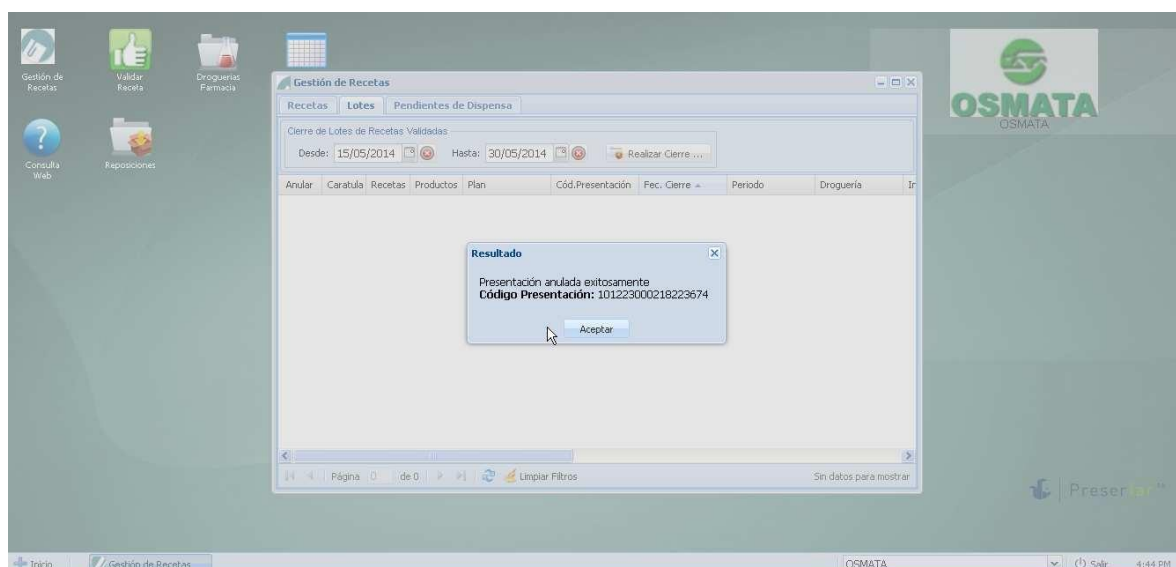 Gestión de Recetas
Validar Receta
Droguerías Farmacia
Consulta Web
Reposiciones
OSMATA
OSMATA
Gestión de Recetas
Recetas Lotes Pendientes de Dispensa
Cierre de Lotes de Recetas Validadas
Desde: 15/05/2014 Hasta: 30/05/2014 Realizar Cierre ...
Anular Caratula Recetas Productos Plan Cód.Presentación Fec. Cierre Periodo Droguería Ir
Resultado
Presentación anulada exitosamente
Código Presentación: 101223000218223674
Aceptar
Página 0 de 0 Limpiar Filtros Sin datos para mostrar
Inicio Gestión de Recetas OSMATA Salir 4:44 PM